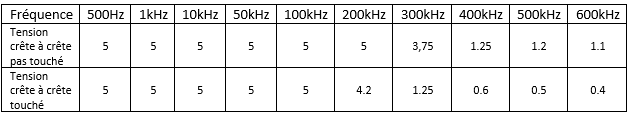 Fréquence 500Hz 1kHz 10kHz 50kHz 100kHz 200kHz 300kHz 400kHz 500kHz 600kHz
Tension
crête à crête
pas touché
5 5 5 5 5 5 3,75 1.25 1.2 1.1
Tension
crête à crête
touché
5 5 5 5 5 4.2 1.25 0.6 0.5 0.4